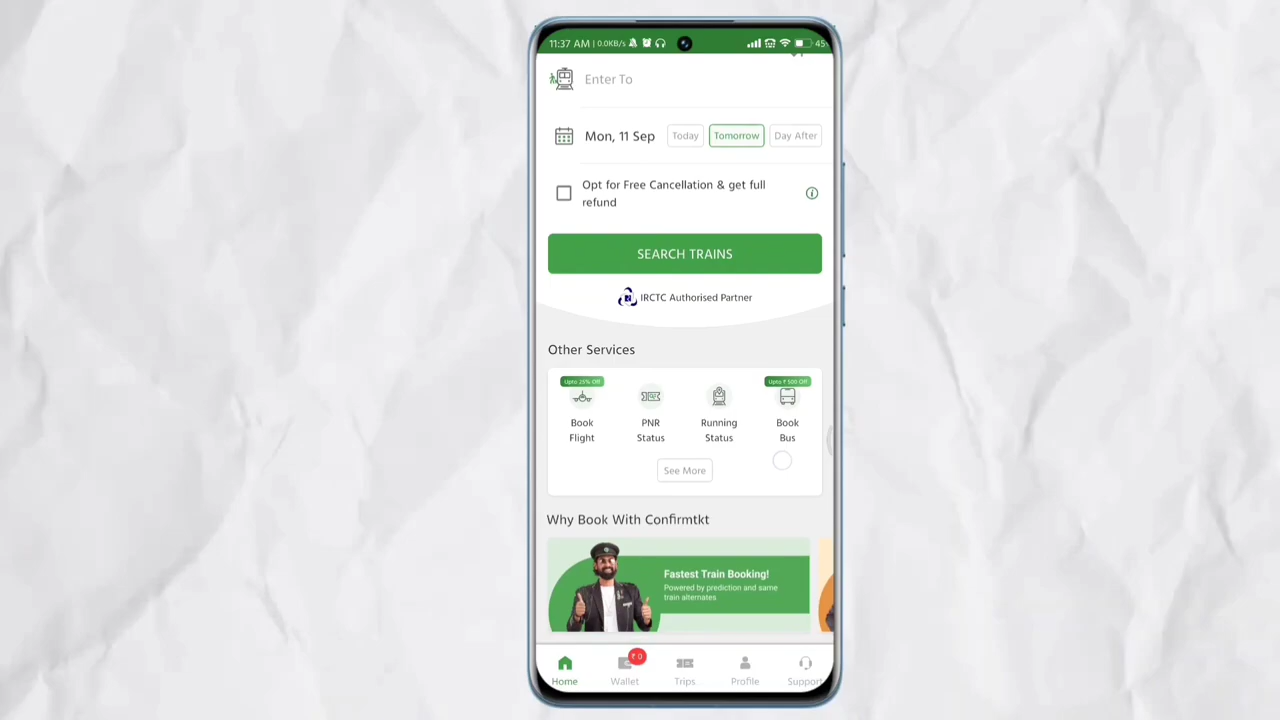 11:37 AM | 0.0KB/s 45
Enter To
Mon, 11 Sep Today Tomorrow Day After
Opt for Free Cancellation & get full
refund
SEARCH TRAINS
IRCTC Authorised Partner
Other Services
Upto 25% Off Upto ₹ 500 Off
Book Flight
PNR Status
Running Status
Book Bus
See More
Why Book With Confirmtkt
Fastest Train Booking!
Powered by prediction and same
train alternates
₹ 0
Home Wallet Trips Profile Support